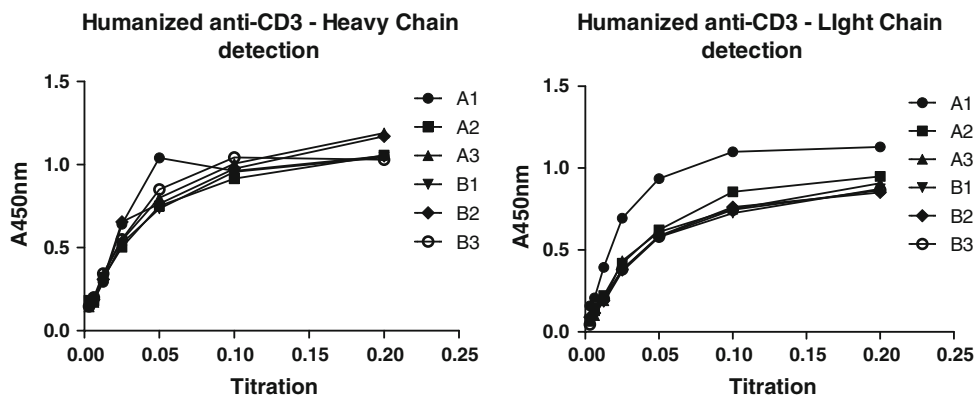 Humanized anti-CD3 - Heavy Chain
detection
1.5
1.0
0.5
0.0
A450nm
0.00
0.05
0.10
0.15
0.20
0.25
Titration
A1
A2
A3
B1
B2
B3
Humanized anti-CD3 - LIght Chain
detection
1.5
1.0
0.5
0.0
A450nm
0.00
0.05
0.10
0.15
0.20
0.25
Titration
A1
A2
A3
B1
B2
B3